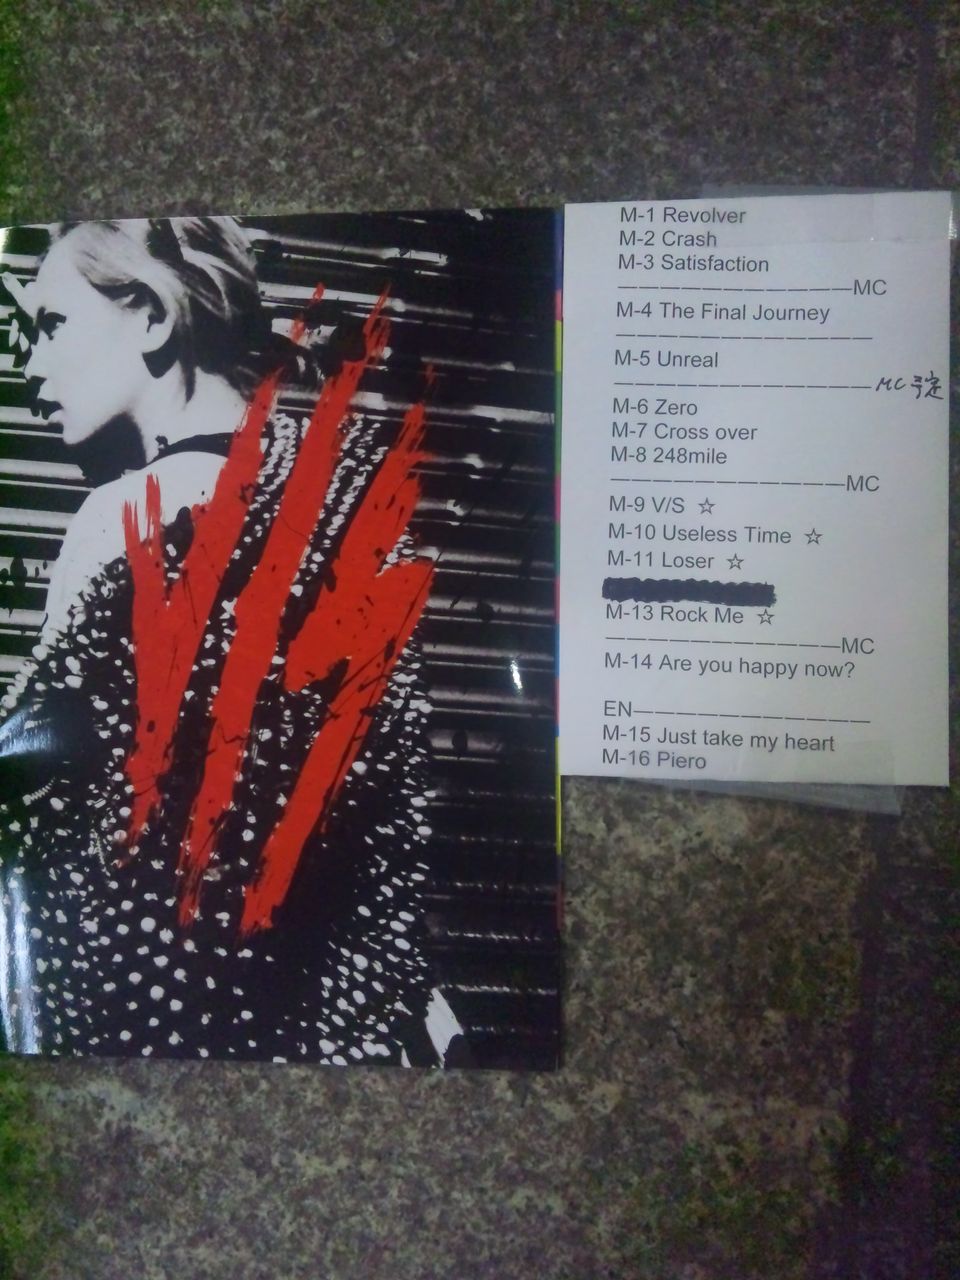 M-1 Revolver
M-2 Crash
M-3 Satisfaction
——————————————MC
M-4 The Final Journey
——————————————
M-5 Unreal
——————————————MC 予定
M-6 Zero
M-7 Cross over
M-8 248mile
——————————————MC
M-9 V/S ☆
M-10 Useless Time ☆
M-11 Loser ☆
M-13 Rock Me ☆
——————————————MC
M-14 Are you happy now?
EN——————————————
M-15 Just take my heart
M-16 Piero